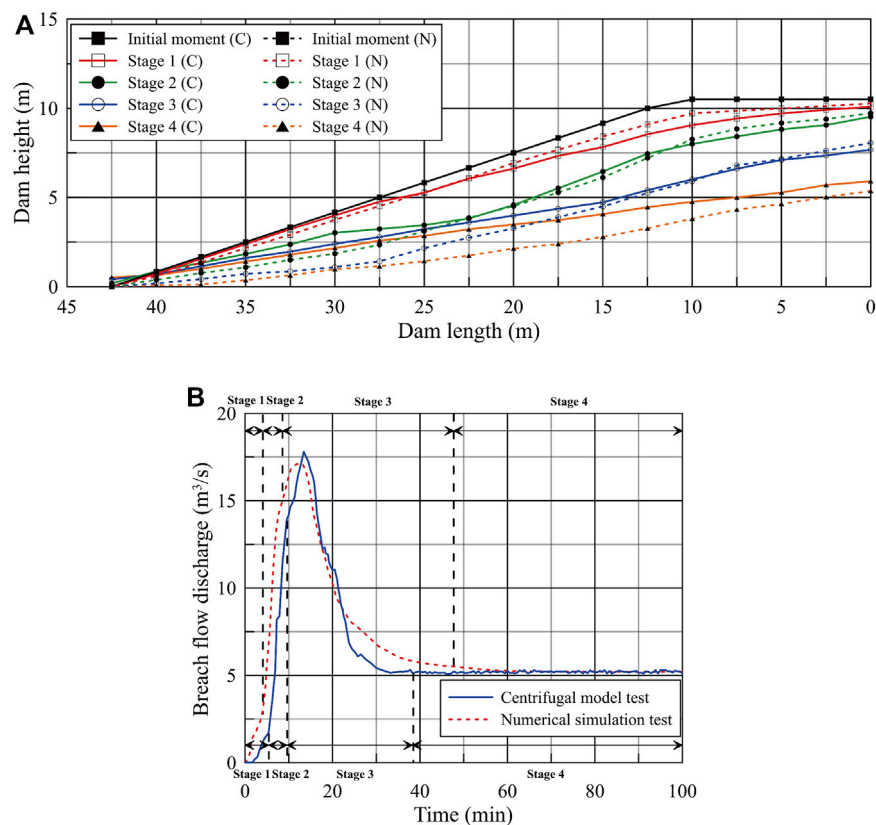 A
15
10
5
0
Dam height (m)
Initial moment (C)
Initial moment (N)
Stage 1 (C)
Stage 1 (N)
Stage 2 (C)
Stage 2 (N)
Stage 3 (C)
Stage 3 (N)
Stage 4 (C)
Stage 4 (N)
45
40
35
30
25
20
15
10
5
0
Dam length (m)
B
Stage 1
Stage 2
Stage 3
Stage 4
20
15
10
5
0
Breach flow discharge (m³/s)
Centrifugal model test
Numerical simulation test
Stage 1
Stage 2
Stage 3
Stage 4
0
20
40
60
80
100
Time (min)